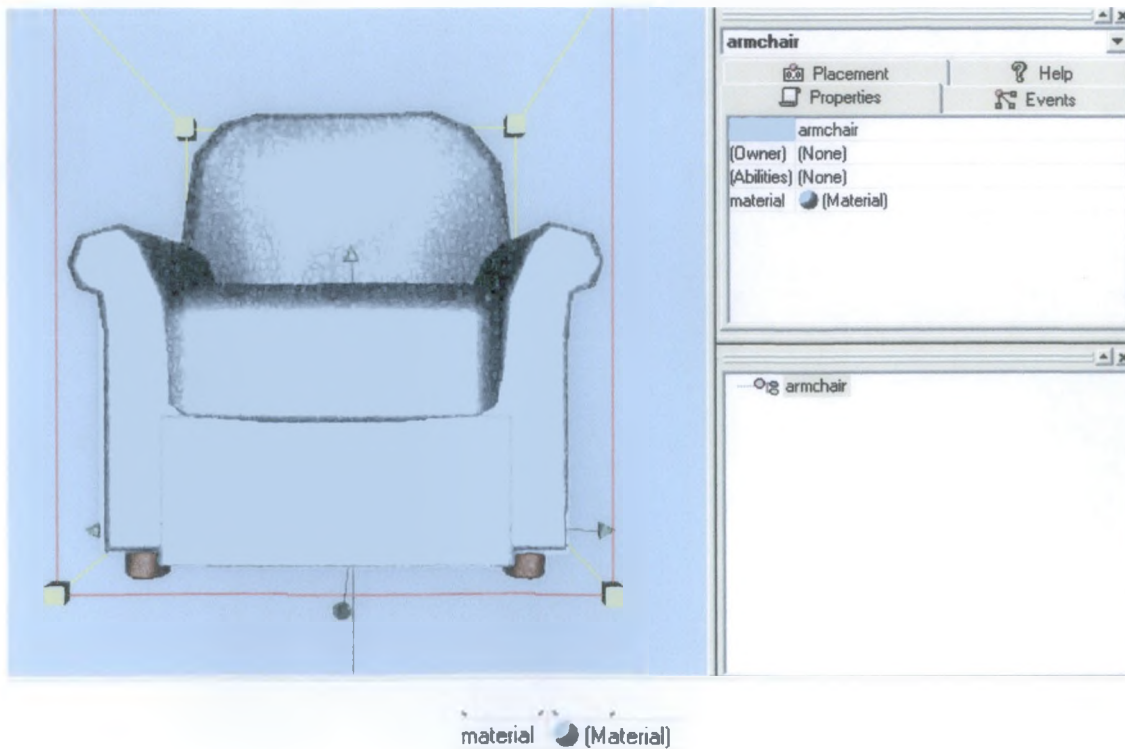 armchair
Placement Help
Properties Events
armchair
(Owner) (None)
(Abilities) (None)
material (Material)
armchair
material (Material)